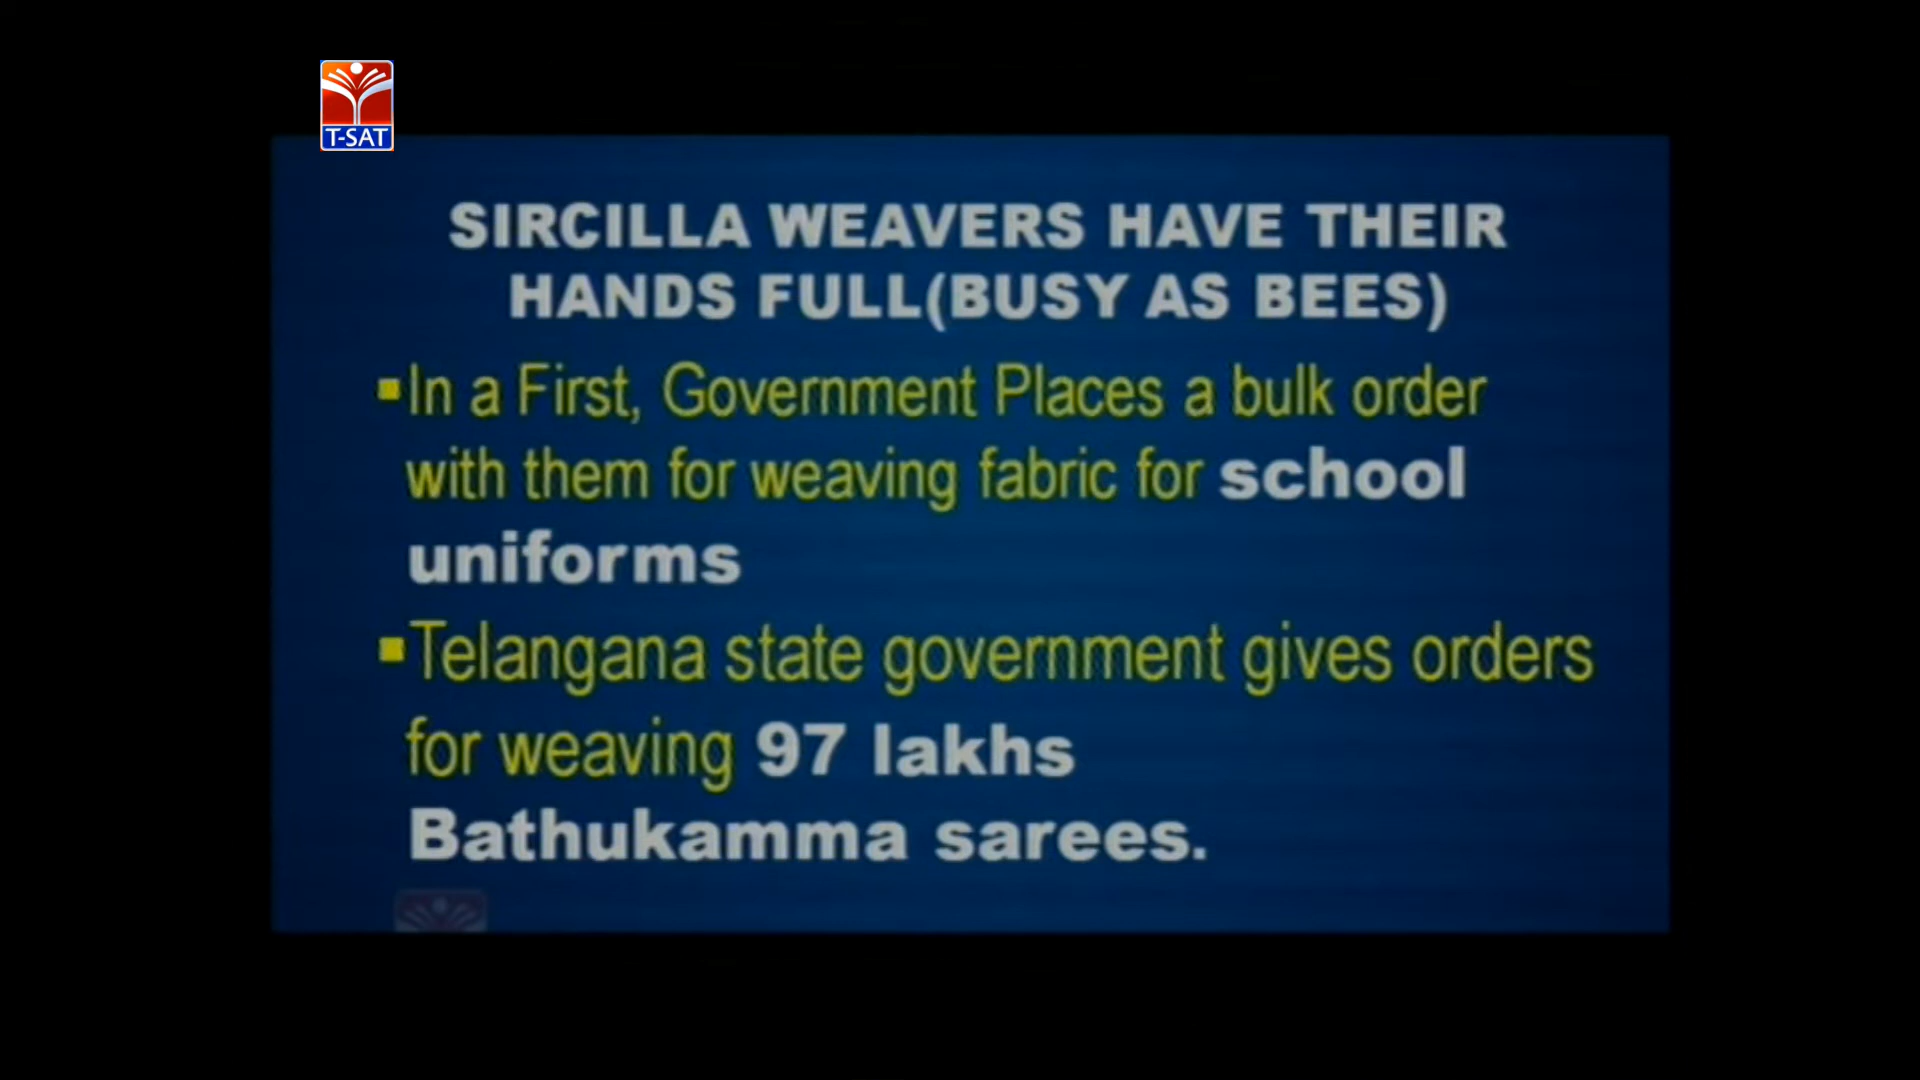 T-SAT
SIRCILLA WEAVERS HAVE THEIR
HANDS FULL(BUSY AS BEES)
▪In a First, Government Places a bulk order
with them for weaving fabric for school
uniforms
▪Telangana state government gives orders
for weaving 97 lakhs
Bathukamma sarees.